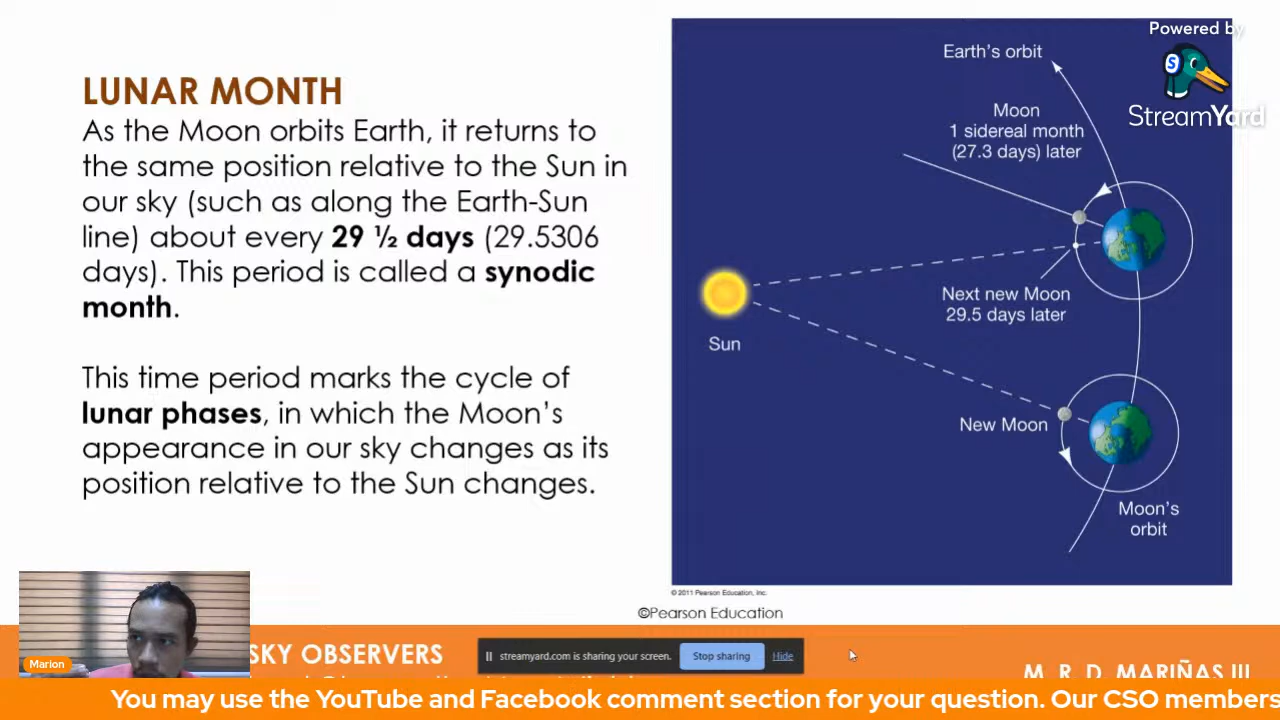 LUNAR MONTH
As the Moon orbits Earth, it returns to
the same position relative to the Sun in
our sky (such as along the Earth-Sun
line) about every 29 ½ days (29.5306
days). This period is called a synodic
month.
This time period marks the cycle of
lunar phases, in which the Moon's
appearance in our sky changes as its
position relative to the Sun changes.
Earth's orbit
Moon
1 sidereal month
(27.3 days) later
Next new Moon
29.5 days later
Sun
New Moon
Moon's
orbit
Powered by
S
StreamYard
© 2011 Pearson Education, Inc.
©Pearson Education
Marion
SKY OBSERVERS
streamyard.com is sharing your screen.
Stop sharing
Hide
M. R. D. MARIÑAS III
You may use the YouTube and Facebook comment section for your question. Our CSO members